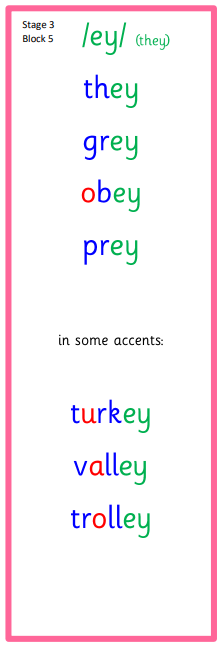 Stage 3
Block 5
/ey/ (they)
they
grey
obey
prey
in some accents:
turkey
valley
trolley